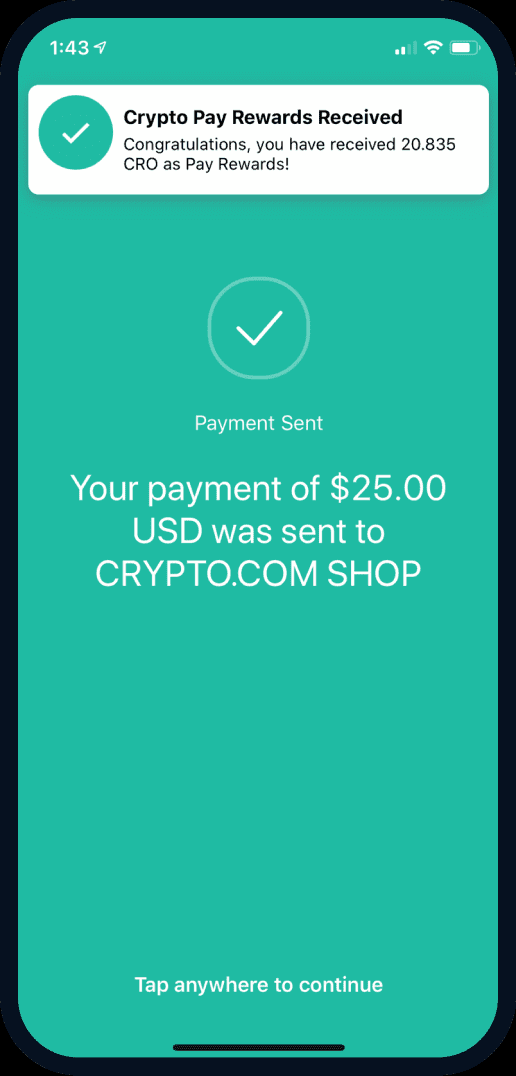 1:43
Crypto Pay Rewards Received
Congratulations, you have received 20.835
CRO as Pay Rewards!
Payment Sent
Your payment of $25.00
USD was sent to
CRYPTO.COM SHOP
Tap anywhere to continue